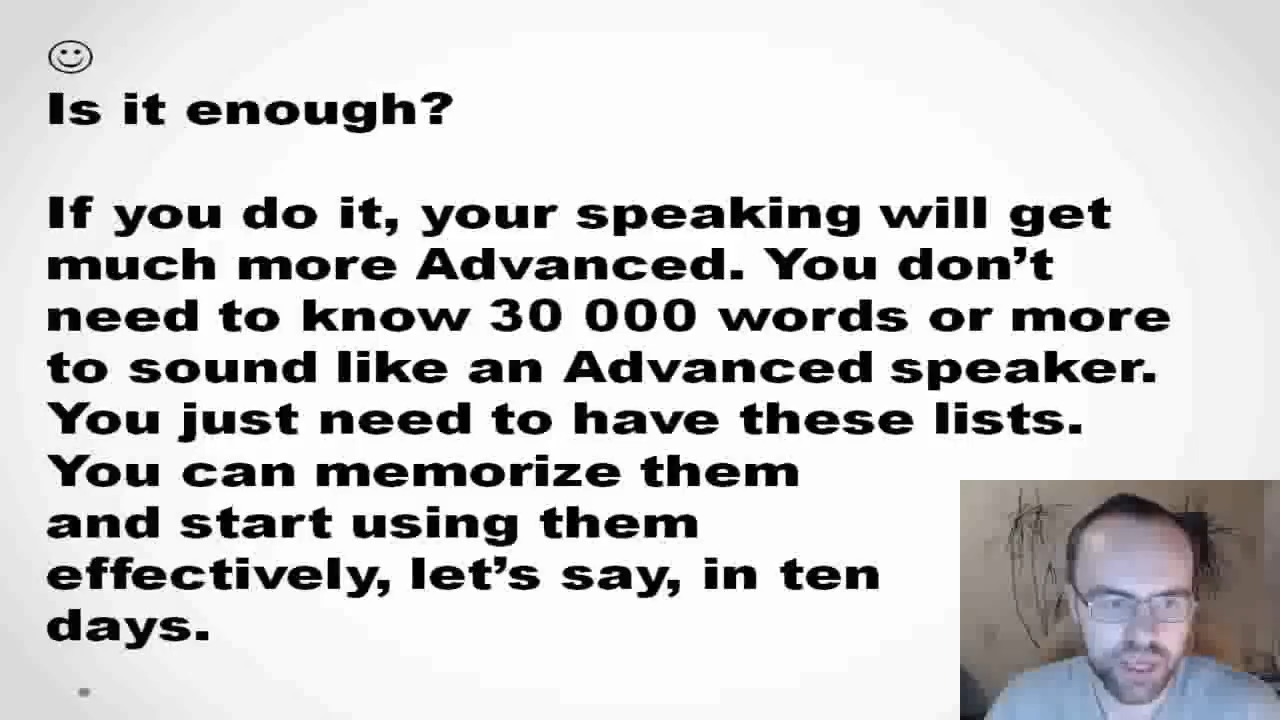 ☺
Is it enough?
If you do it, your speaking will get
much more Advanced. You don’t
need to know 30 000 words or more
to sound like an Advanced speaker.
You just need to have these lists.
You can memorize them
and start using them
effectively, let’s say, in ten
days.